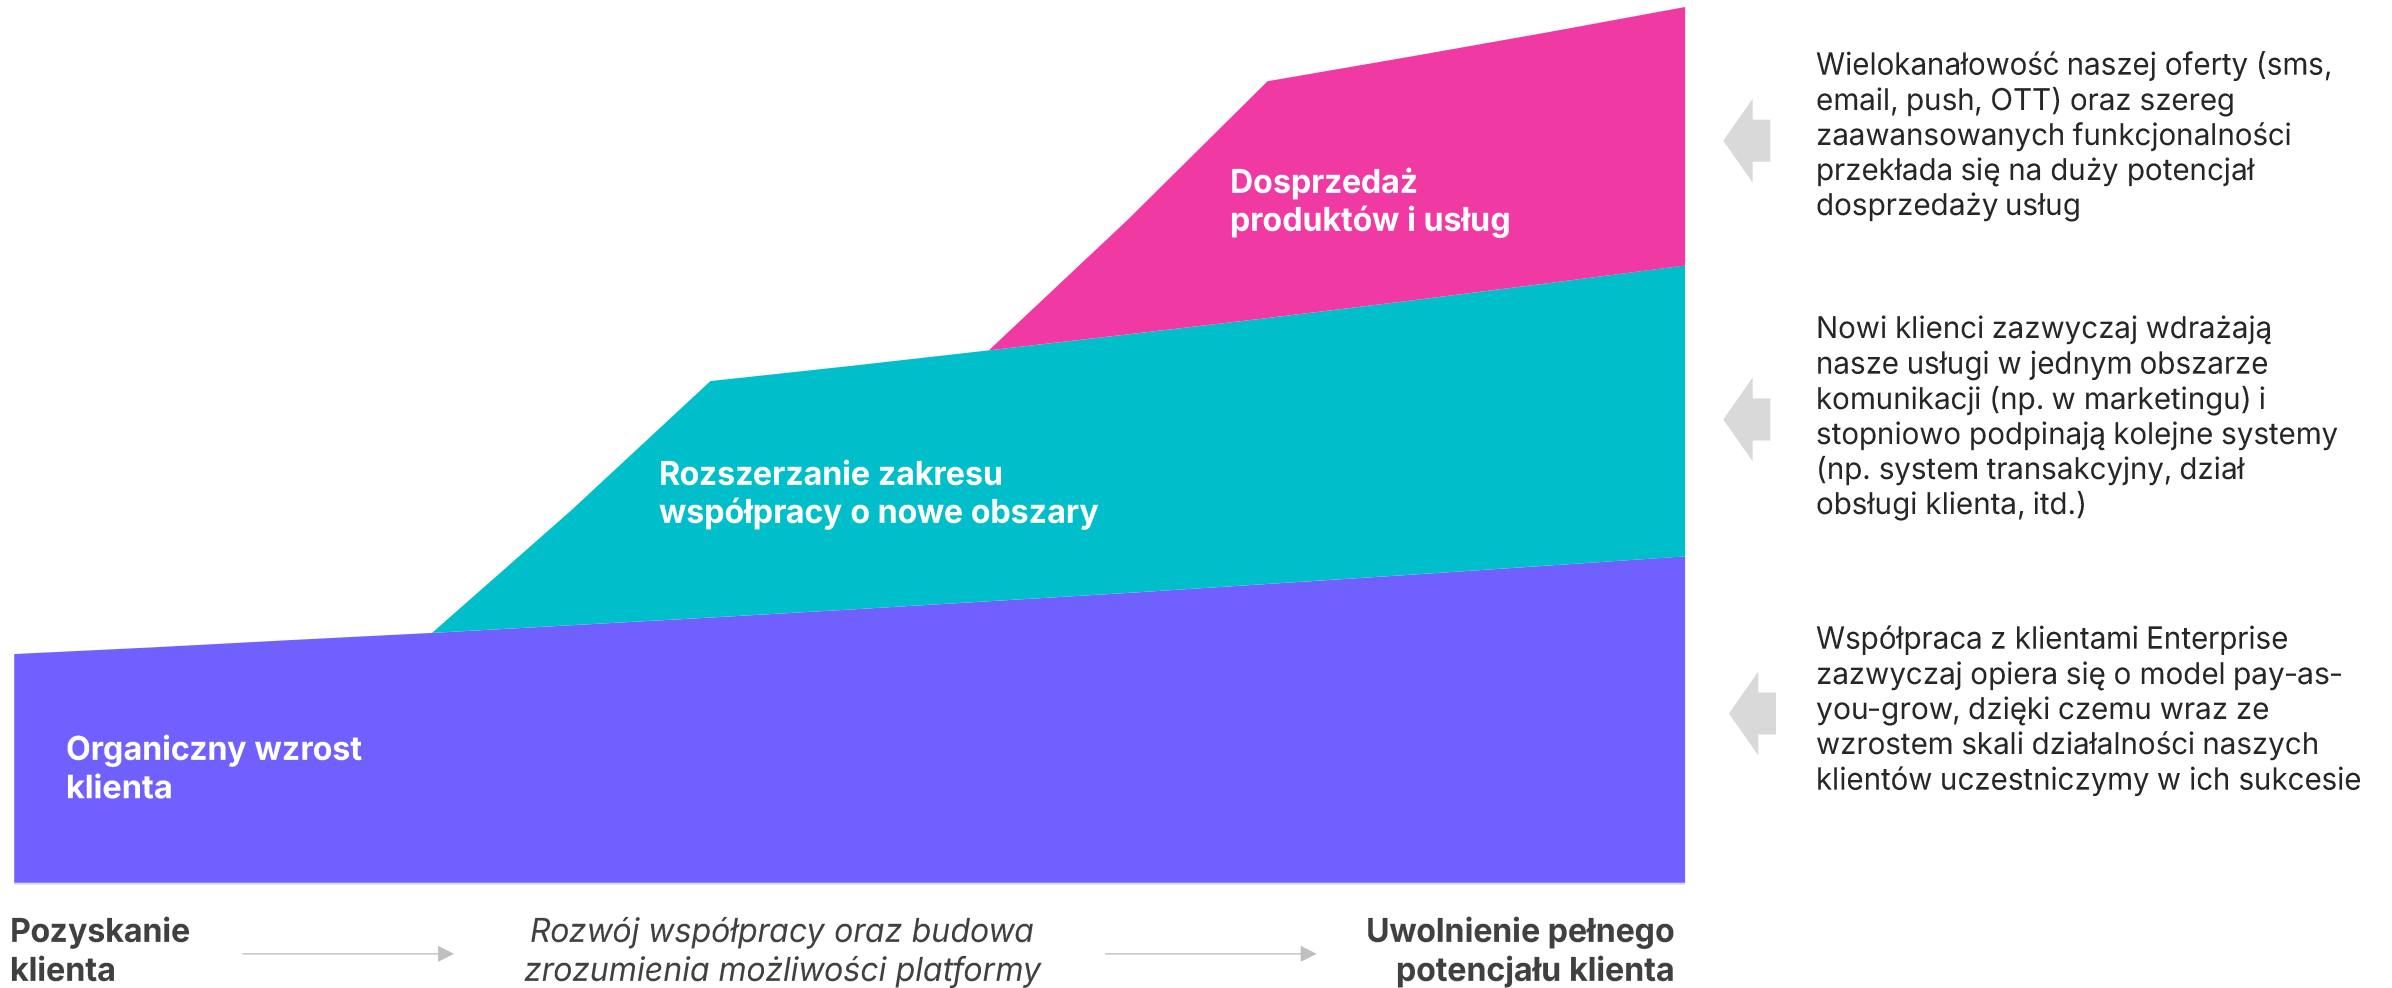 Dosprzedaż
produktów i usług
Wielokanałowość naszej oferty (sms,
email, push, OTT) oraz szereg
zaawansowanych funkcjonalności
przekłada się na duży potencjał
dosprzedaży usług
Rozszerzanie zakresu
współpracy o nowe obszary
Nowi klienci zazwyczaj wdrażają
nasze usługi w jednym obszarze
komunikacji (np. w marketingu) i
stopniowo podpinają kolejne systemy
(np. system transakcyjny, dział
obsługi klienta, itd.)
Organiczny wzrost
klienta
Współpraca z klientami Enterprise
zazwyczaj opiera się o model pay-as-
you-grow, dzięki czemu wraz ze
wzrostem skali działalności naszych
klientów uczestniczymy w ich sukcesie
Pozyskanie
klienta
Rozwój współpracy oraz budowa
zrozumienia możliwości platformy
Uwolnienie pełnego
potencjału klienta